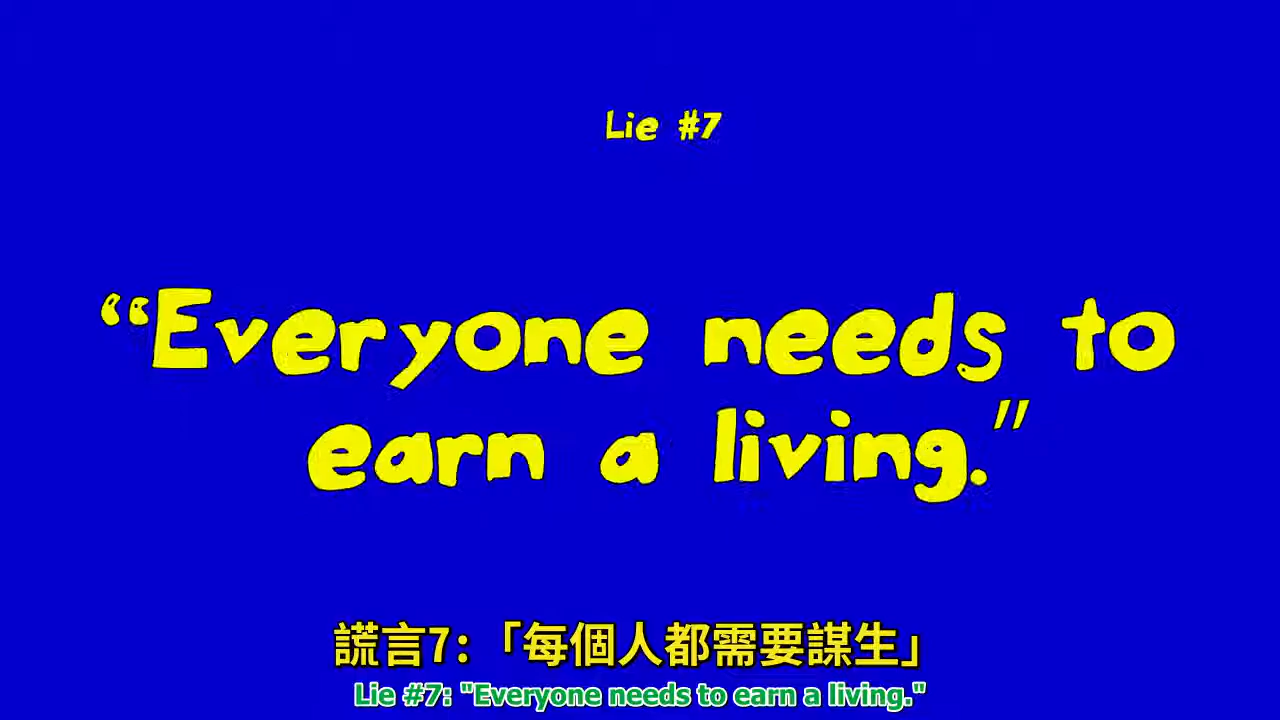 Lie #7
“Everyone needs to
earn a living.”
謊言7:「每個人都需要謀生」
Lie #7: "Everyone needs to earn a living."